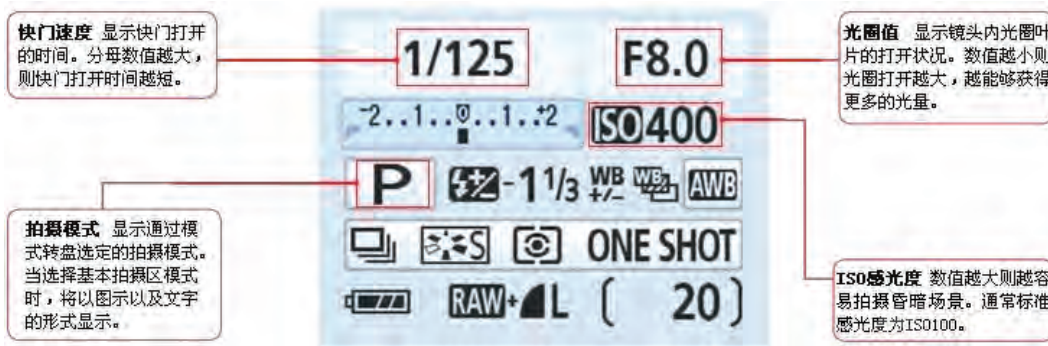 快门速度 显示快门打开
的时间。分母数值越大，
则快门打开时间越短。
1/125
F8.0
光圈值 显示镜头内光圈叶
片的打开状况。数值越小则
光圈打开越大，越能够获得
更多的光量。
-2..1..0..1..+2
ISO400
P
-1 1/3
WB
+/-
WB
AWB
拍摄模式 显示通过模
式转盘选定的拍摄模式。
当选择基本拍摄区模式
时，将以图示以及文字
的形式显示。
S
ONE SHOT
ISO感光度 数值越大则越容
易拍摄昏暗场景。通常标准
感光度为ISO100。
RAW+L
( 20 )